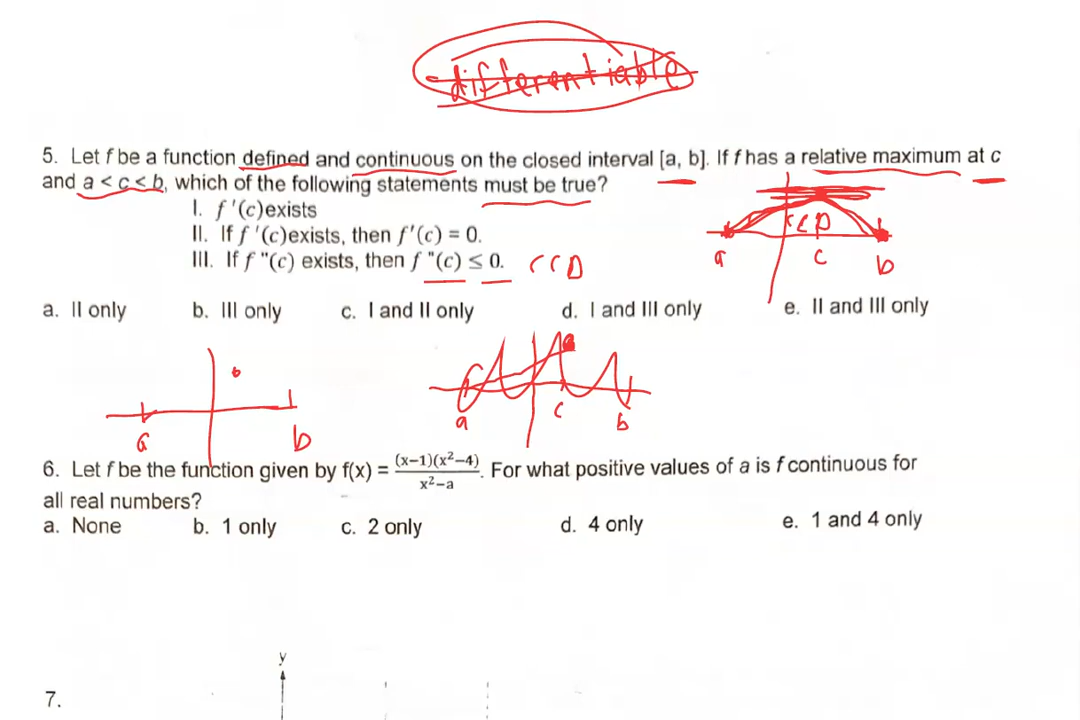 differentiable
5. Let f be a function defined and continuous on the closed interval [a, b]. If f has a relative maximum at c
and a < c < b, which of the following statements must be true?
I. f '(c)exists
II. If f '(c)exists, then f'(c) = 0.
III. If f "(c) exists, then f "(c) ≤ 0. CCD
a c b
a. II only b. III only c. I and II only d. I and III only e. II and III only
a b a c b
6. Let f be the function given by f(x) = (x−1)(x²−4)/x²−a. For what positive values of a is f continuous for
all real numbers?
a. None b. 1 only c. 2 only d. 4 only e. 1 and 4 only
y
7.